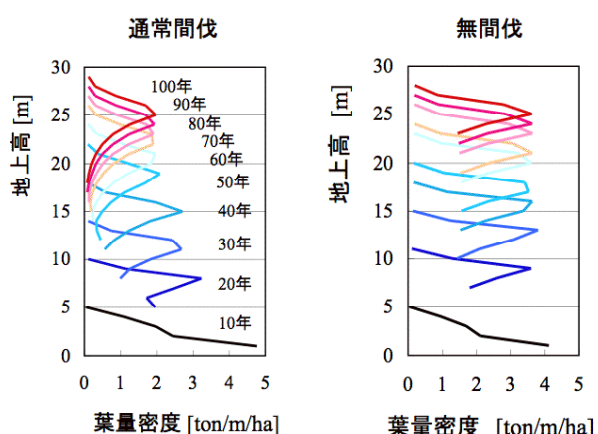 通常間伐
無間伐
地上高 [m]
30
25
20
15
10
5
0
100年
90年
80年
70年
60年
50年
40年
30年
20年
10年
0 1 2 3 4 5
葉量密度 [ton/m/ha]
地上高 [m]
30
25
20
15
10
5
0
0 1 2 3 4 5
葉量密度 [ton/m/ha]